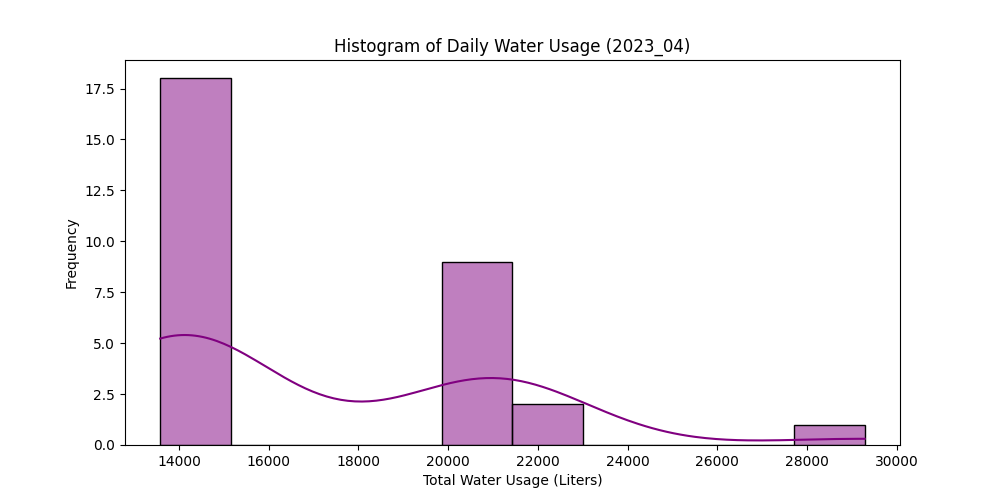 Histogram of Daily Water Usage (2023_04)
17.5
15.0
12.5
10.0
7.5
5.0
2.5
0.0
Frequency
14000 16000 18000 20000 22000 24000 26000 28000 30000
Total Water Usage (Liters)